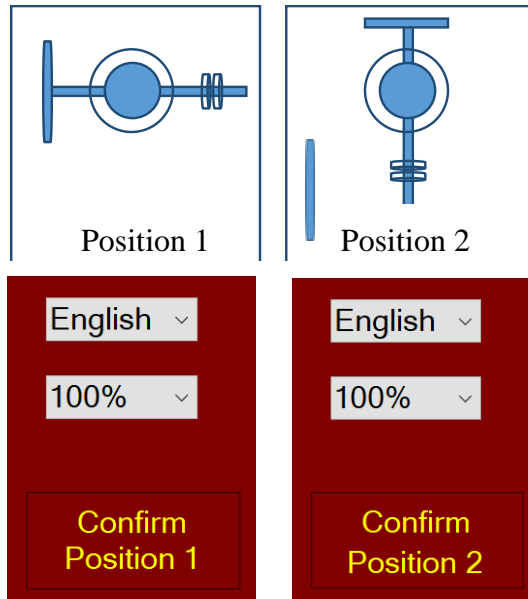 Position 1
Position 2
English
100%
Confirm
Position 1
English
100%
Confirm
Position 2